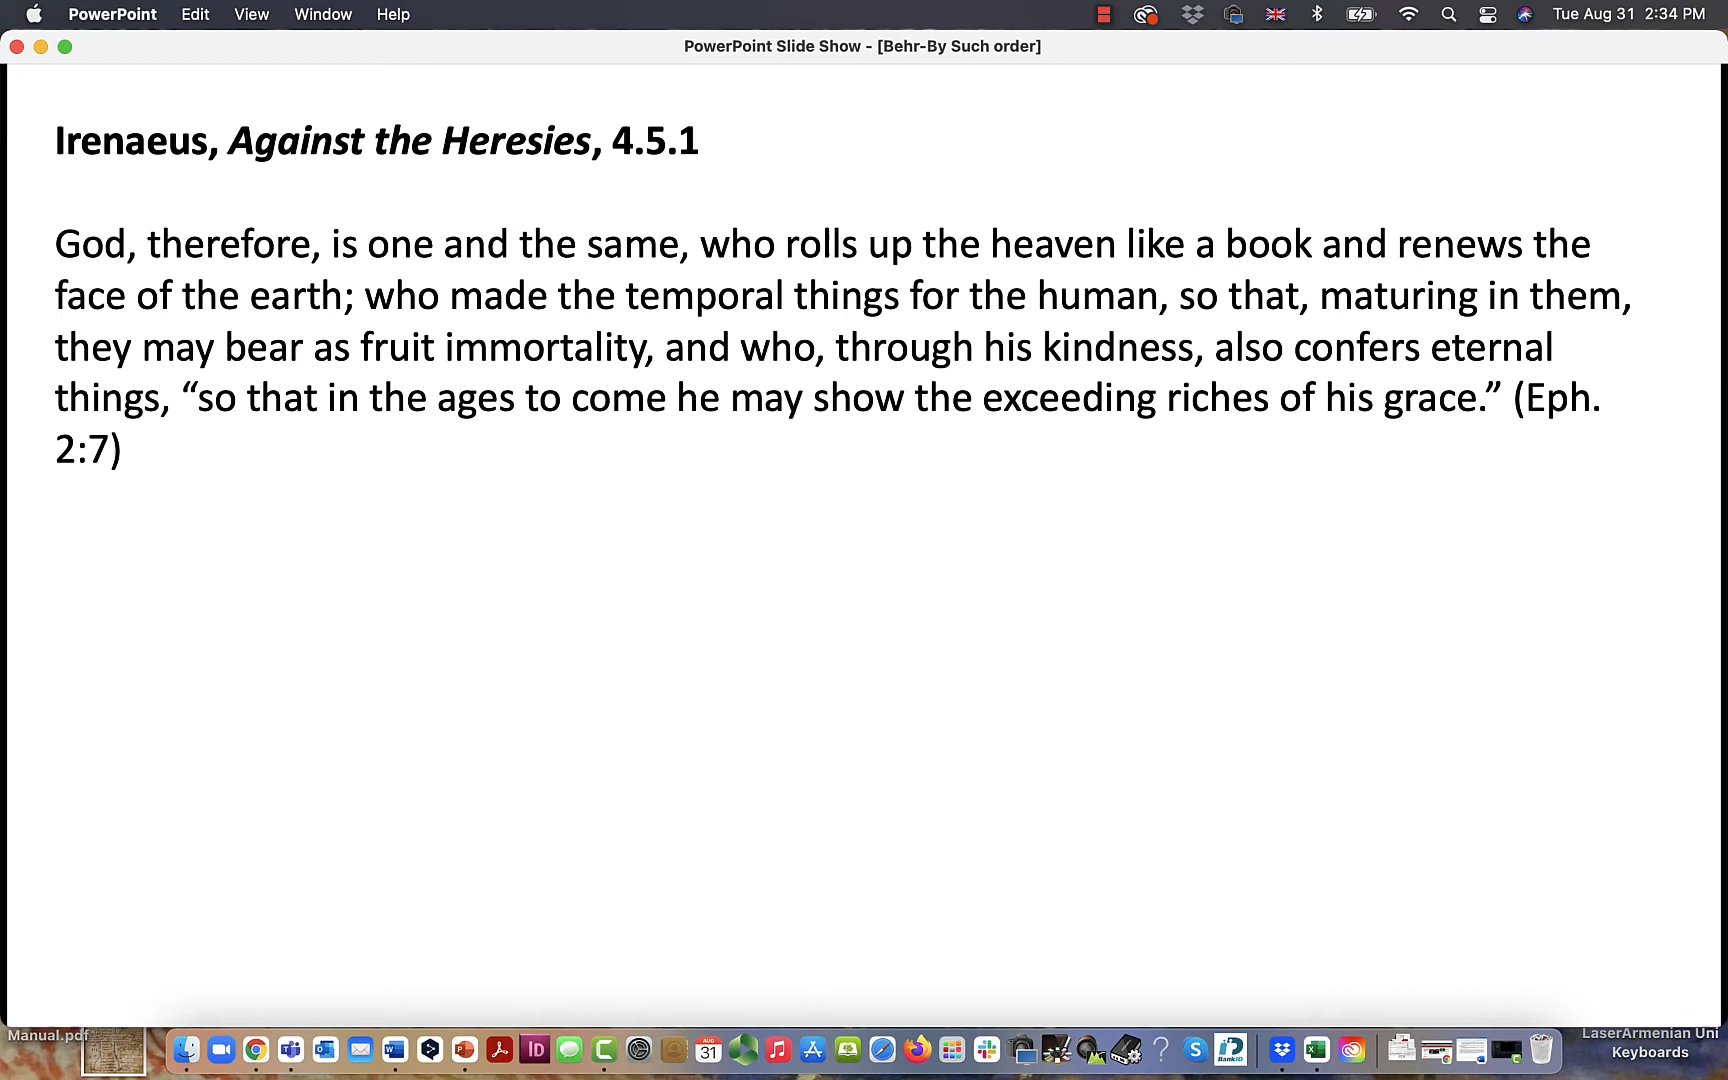 PowerPoint Edit View Window Help Tue Aug 31 2:34 PM
PowerPoint Slide Show - [Behr-By Such order]
Irenaeus, Against the Heresies, 4.5.1
God, therefore, is one and the same, who rolls up the heaven like a book and renews the
face of the earth; who made the temporal things for the human, so that, maturing in them,
they may bear as fruit immortality, and who, through his kindness, also confers eternal
things, “so that in the ages to come he may show the exceeding riches of his grace.” (Eph.
2:7)
Manual.pdf
AUG
31
BankID
LaserArmenian Uni
Keyboards